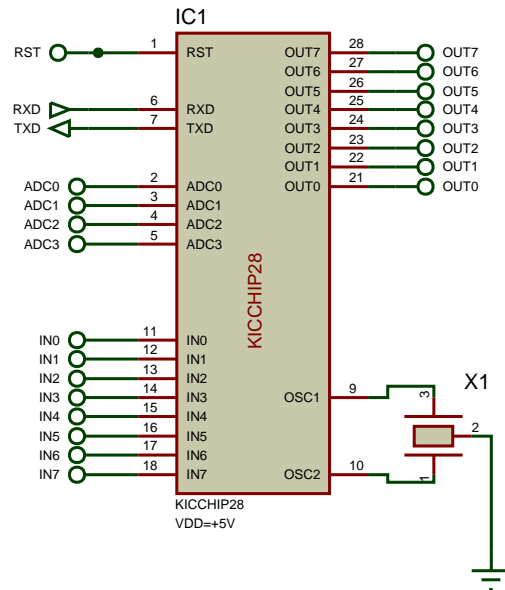 IC1
RST 1 RST OUT7 28 OUT7
OUT6 27 OUT6
OUT5 26 OUT5
RXD 6 RXD OUT4 25 OUT4
TXD 7 TXD OUT3 24 OUT3
OUT2 23 OUT2
OUT1 22 OUT1
ADC0 2 ADC0 OUT0 21 OUT0
ADC1 3 ADC1
ADC2 4 ADC2
ADC3 5 ADC3
KICCHIP28
IN0 11 IN0
IN1 12 IN1
IN2 13 IN2
IN3 14 IN3 OSC1 9 3 X1
IN4 15 IN4
IN5 16 IN5 2
IN6 17 IN6
IN7 18 IN7 OSC2 10 1
KICCHIP28
VDD=+5V